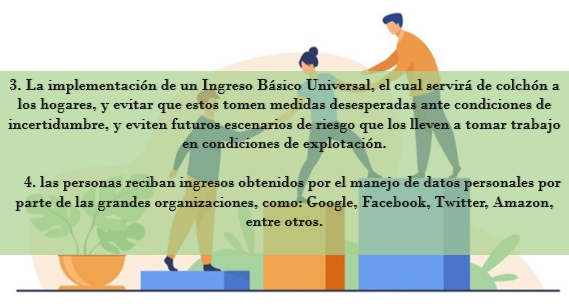 3. La implementación de un Ingreso Básico Universal, el cual servirá de colchón a
los hogares, y evitar que estos tomen medidas desesperadas ante condiciones de
incertidumbre, y eviten futuros escenarios de riesgo que los lleven a tomar trabajo
en condiciones de explotación.
4. las personas reciban ingresos obtenidos por el manejo de datos personales por
parte de las grandes organizaciones, como: Google, Facebook, Twitter, Amazon,
entre otros.